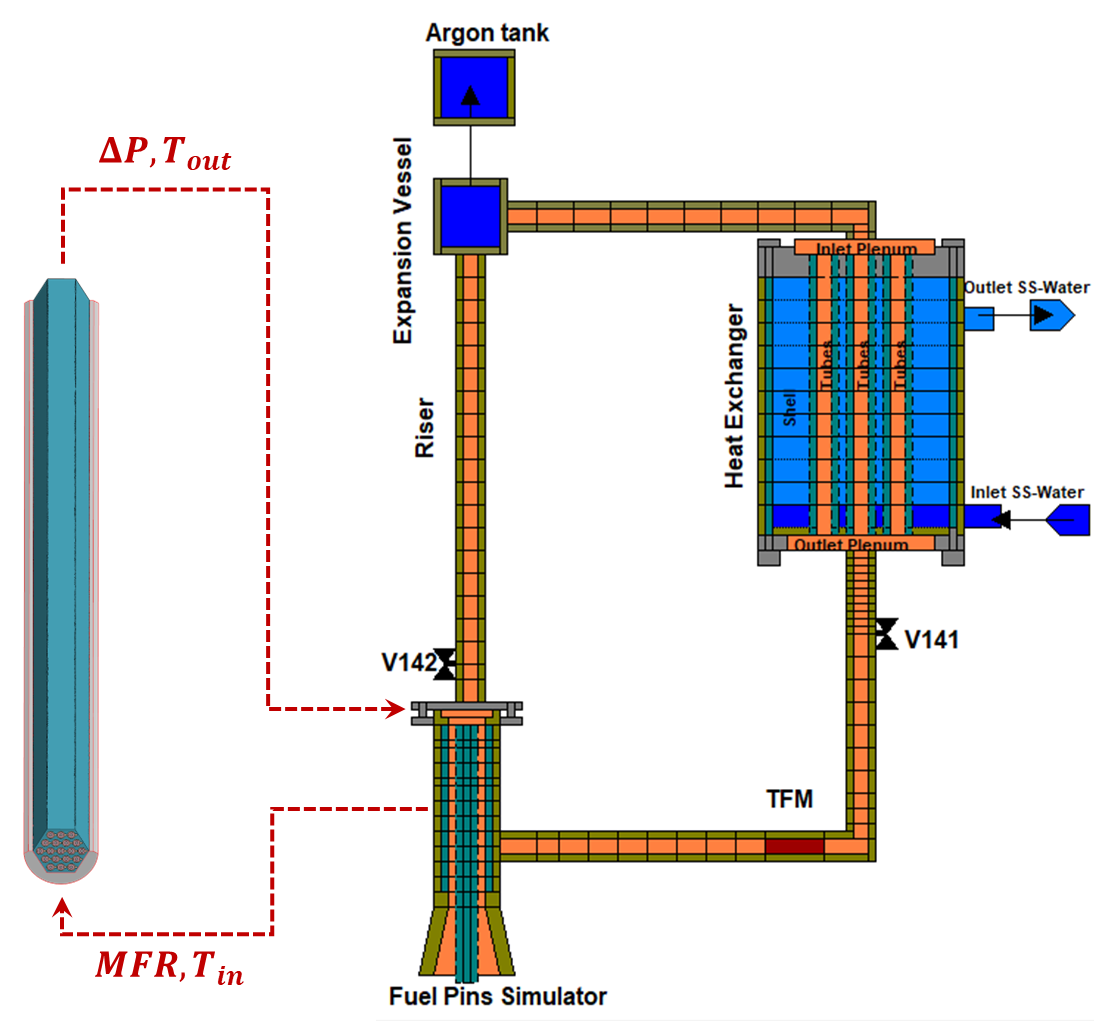 Argon tank
ΔP, T_out
Expansion Vessel
Inlet Plenum
Outlet SS-Water
Heat Exchanger
Tubes
Tubes
Tubes
Shell
Riser
Inlet SS-Water
Outlet Plenum
V142
V141
TFM
MFR, T_in
Fuel Pins Simulator